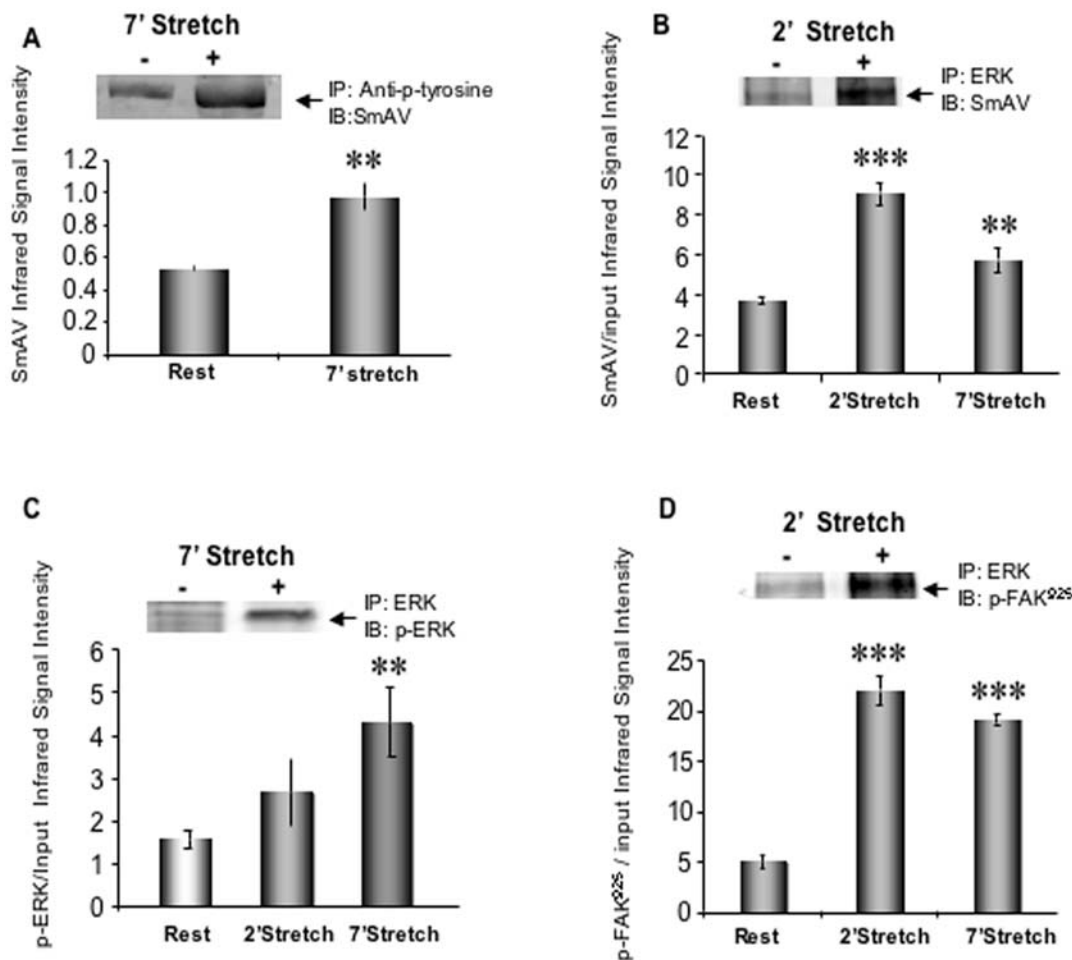 A
7' Stretch
- +
IP: Anti-p-tyrosine
IB:SmAV
SmAV Infrared Signal Intensity
1.2
1.0
0.8
0.6
0.4
0.2
0
**
Rest 7'stretch
B
2' Stretch
- +
IP: ERK
IB: SmAV
SmAV/input Infrared Signal Intensity
12
10
8
6
4
2
0
***
**
Rest 2'Stretch 7'Stretch
C
7' Stretch
- +
IP: ERK
IB: p-ERK
p-ERK/Input Infrared Signal Intensity
6
5
4
3
2
1
0
**
Rest 2'Stretch 7'Stretch
D
2' Stretch
- +
IP: ERK
IB: p-FAK925
p-FAK925 / input Infrared Signal Intensity
25
20
15
10
5
0
***
***
Rest 2'Stretch 7'Stretch